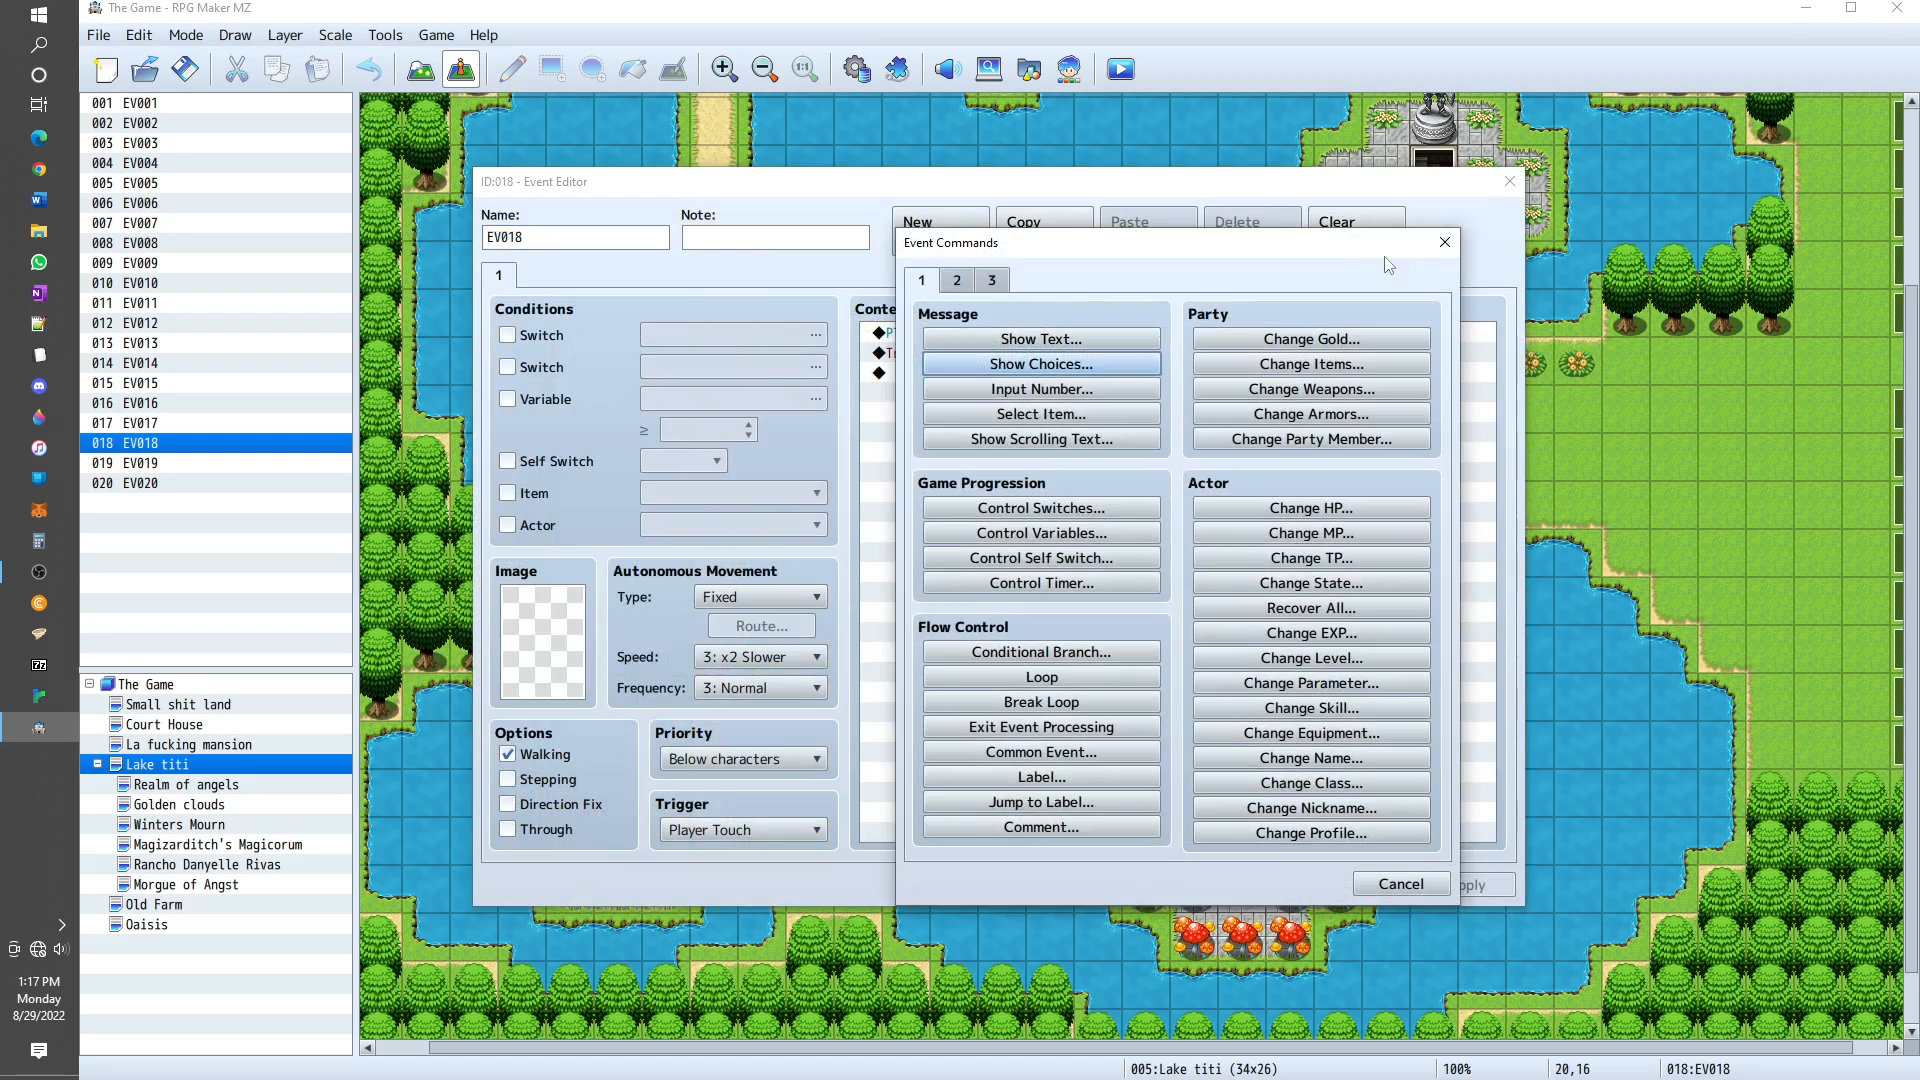 The Game - RPG Maker MZ
File Edit Mode Draw Layer Scale Tools Game Help
1:1
001 EV001
002 EV002
003 EV003
004 EV004
005 EV005
006 EV006
007 EV007
008 EV008
009 EV009
010 EV010
011 EV011
012 EV012
013 EV013
014 EV014
015 EV015
016 EV016
017 EV017
018 EV018
019 EV019
020 EV020
The Game
Small shit land
Court House
La fucking mansion
Lake titi
Realm of angels
Golden clouds
Winters Mourn
Magizarditch's Magicorum
Rancho Danyelle Rivas
Morgue of Angst
Old Farm
Oaisis
ID:018 - Event Editor
Name:
Note:
EV018
New
Copy
Paste
Delete
Clear
1
Conditions
Switch ...
Switch ...
Variable ...
≥
Self Switch
Item
Actor
Image
Autonomous Movement
Type: Fixed
Route...
Speed: 3: x2 Slower
Frequency: 3: Normal
Options
Walking
Stepping
Direction Fix
Through
Priority
Below characters
Trigger
Player Touch
Conte
◆P
◆Tr
◆
Event Commands
1 2 3
Message
Show Text...
Show Choices...
Input Number...
Select Item...
Show Scrolling Text...
Game Progression
Control Switches...
Control Variables...
Control Self Switch...
Control Timer...
Flow Control
Conditional Branch...
Loop
Break Loop
Exit Event Processing
Common Event...
Label...
Jump to Label...
Comment...
Party
Change Gold...
Change Items...
Change Weapons...
Change Armors...
Change Party Member...
Actor
Change HP...
Change MP...
Change TP...
Change State...
Recover All...
Change EXP...
Change Level...
Change Parameter...
Change Skill...
Change Equipment...
Change Name...
Change Class...
Change Nickname...
Change Profile...
Cancel
pply
1:17 PM
Monday
8/29/2022
005:Lake titi (34x26)
100%
20,16
018:EV018